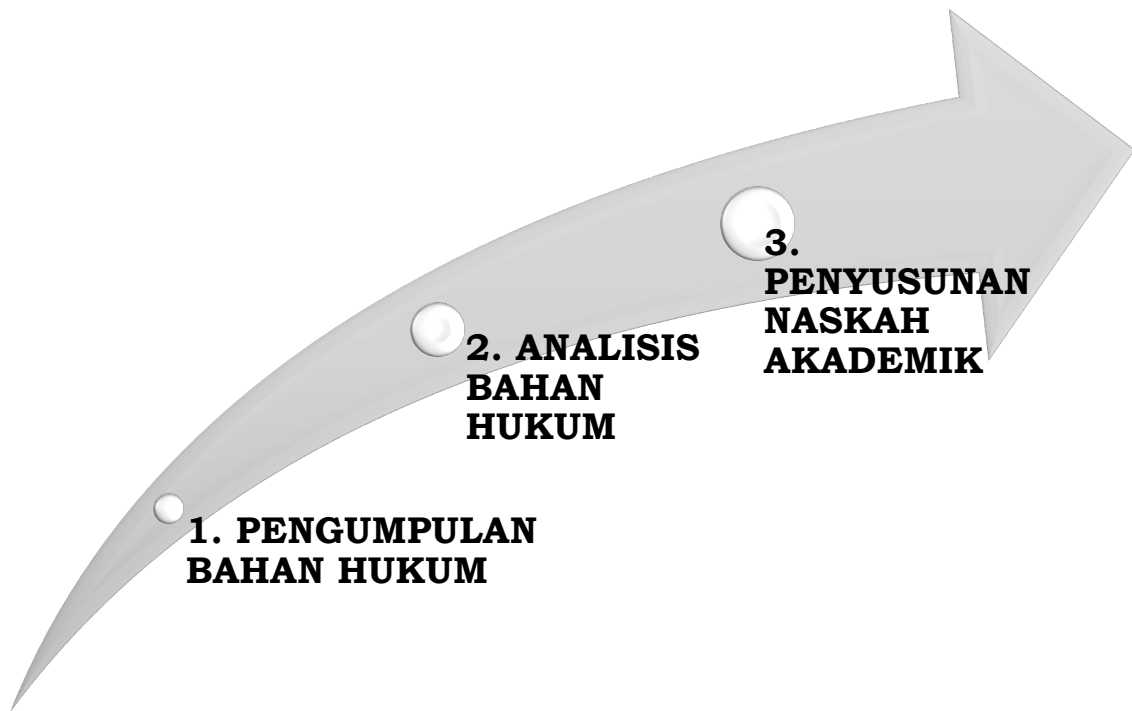 1. PENGUMPULAN
BAHAN HUKUM
2. ANALISIS
BAHAN
HUKUM
3.
PENYUSUNAN
NASKAH
AKADEMIK